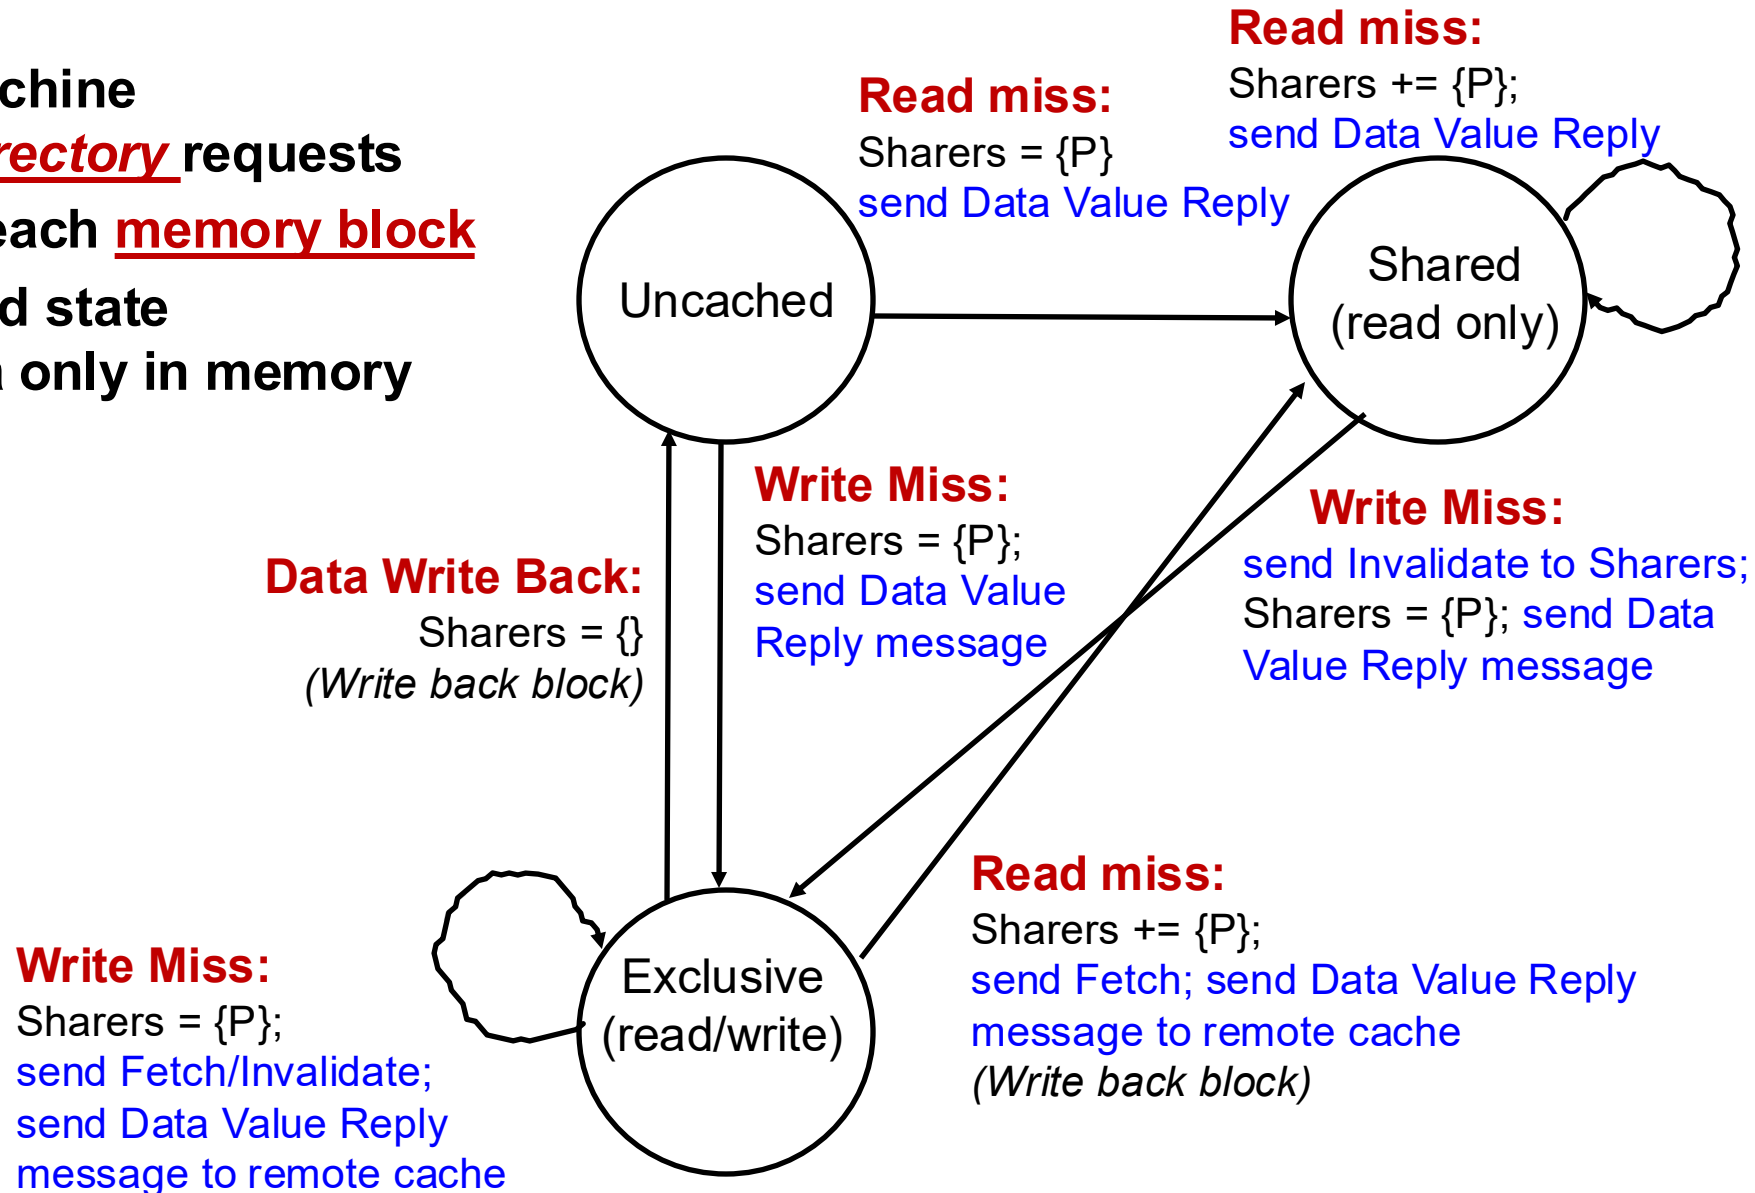 chine
rectory requests
each memory block
d state
a only in memory
Read miss:
Sharers = {P}
send Data Value Reply
Read miss:
Sharers += {P};
send Data Value Reply
Uncached
Shared
(read only)
Write Miss:
Sharers = {P};
send Data Value
Reply message
Write Miss:
send Invalidate to Sharers;
Sharers = {P}; send Data
Value Reply message
Data Write Back:
Sharers = {}
(Write back block)
Read miss:
Sharers += {P};
send Fetch; send Data Value Reply
message to remote cache
(Write back block)
Exclusive
(read/write)
Write Miss:
Sharers = {P};
send Fetch/Invalidate;
send Data Value Reply
message to remote cache